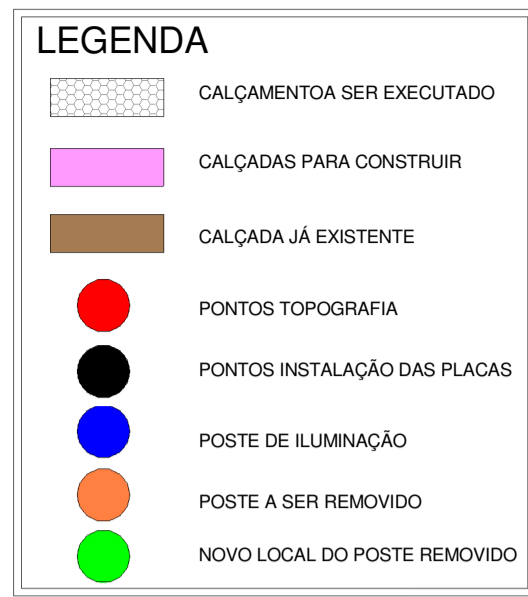 LEGENDA
CALÇAMENTOA SER EXECUTADO
CALÇADAS PARA CONSTRUIR
CALÇADA JÁ EXISTENTE
PONTOS TOPOGRAFIA
PONTOS INSTALAÇÃO DAS PLACAS
POSTE DE ILUMINAÇÃO
POSTE A SER REMOVIDO
NOVO LOCAL DO POSTE REMOVIDO